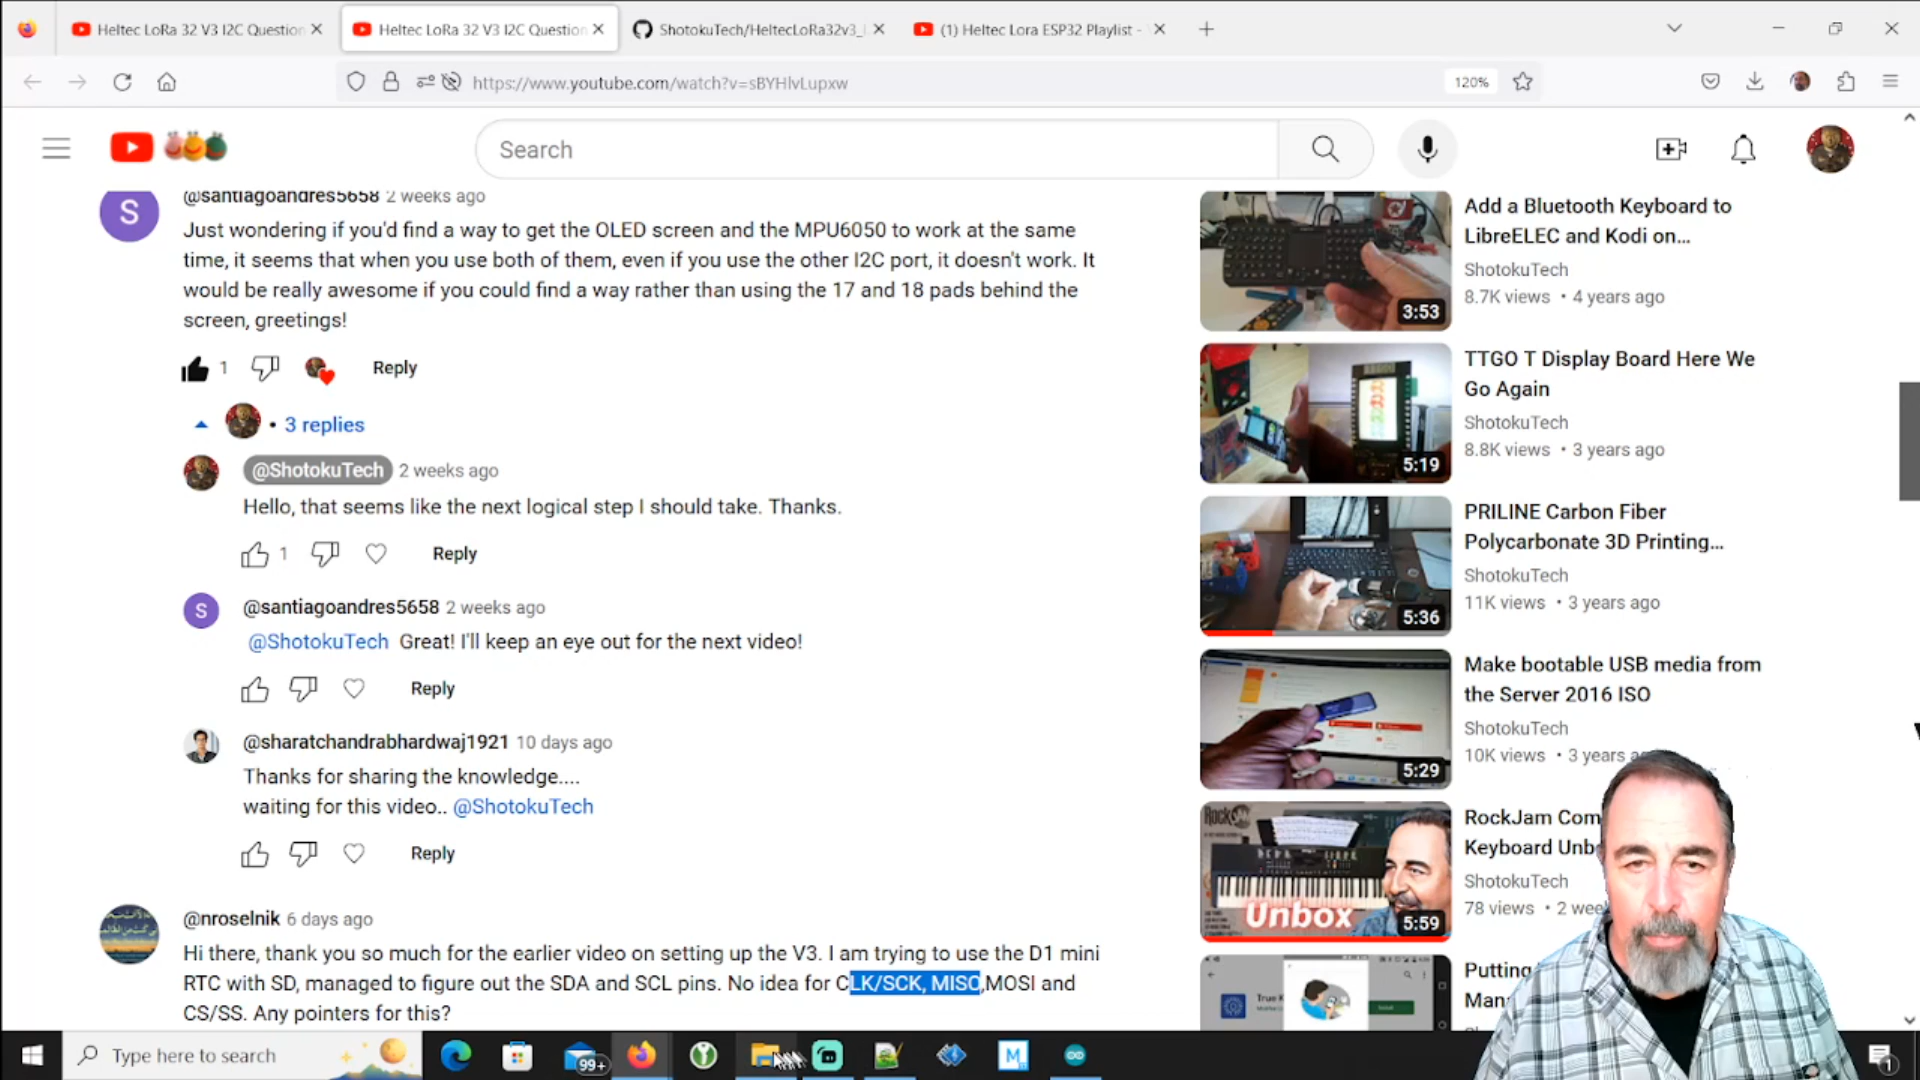 Heltec LoRa 32 V3 I2C Question
Heltec LoRa 32 V3 I2C Question
ShotokuTech/HeltecLoRa32v3_
(1) Heltec Lora ESP32 Playlist -
https://www.youtube.com/watch?v=sBYHlvLupxw
120%
Search
@santiagoandres5658 2 weeks ago
Just wondering if you'd find a way to get the OLED screen and the MPU6050 to work at the same
time, it seems that when you use both of them, even if you use the other I2C port, it doesn't work. It
would be really awesome if you could find a way rather than using the 17 and 18 pads behind the
screen, greetings!
1
Reply
• 3 replies
@ShotokuTech 2 weeks ago
Hello, that seems like the next logical step I should take. Thanks.
1
Reply
S
@santiagoandres5658 2 weeks ago
@ShotokuTech Great! I'll keep an eye out for the next video!
Reply
@sharatchandrabhardwaj1921 10 days ago
Thanks for sharing the knowledge....
waiting for this video.. @ShotokuTech
Reply
@nroselnik 6 days ago
Hi there, thank you so much for the earlier video on setting up the V3. I am trying to use the D1 mini
RTC with SD, managed to figure out the SDA and SCL pins. No idea for CLK/SCK, MISO,MOSI and
CS/SS. Any pointers for this?
S
3:53
Add a Bluetooth Keyboard to
LibreELEC and Kodi on...
ShotokuTech
8.7K views • 4 years ago
5:19
TTGO T Display Board Here We
Go Again
ShotokuTech
8.8K views • 3 years ago
5:36
PRILINE Carbon Fiber
Polycarbonate 3D Printing...
ShotokuTech
11K views • 3 years ago
5:29
Make bootable USB media from
the Server 2016 ISO
ShotokuTech
10K views • 3 years
Unbox
5:59
RockJam Com
Keyboard Unb
ShotokuTech
78 views • 2 wee
Putting
Mana
Type here to search
99+
M
1